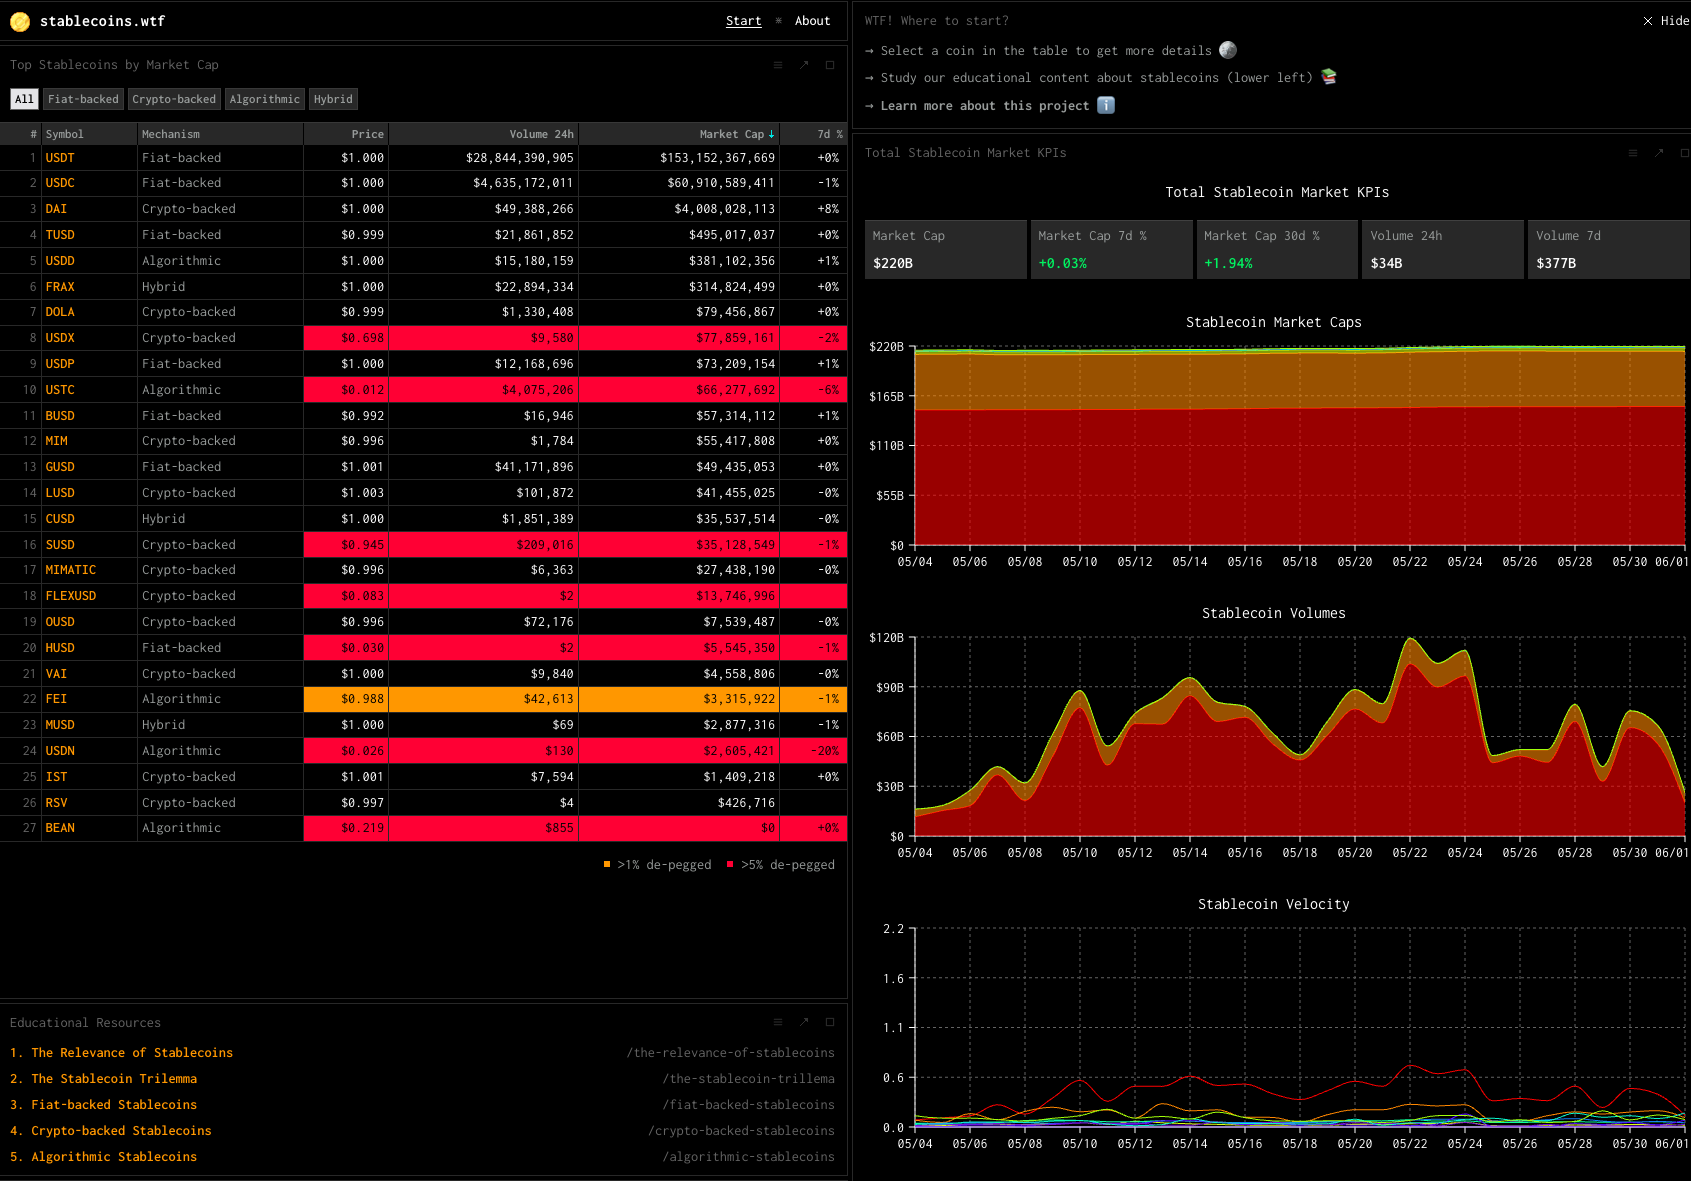 stablecoins.wtf
Start * About
Top Stablecoins by Market Cap
All Fiat-backed Crypto-backed Algorithmic Hybrid
# Symbol Mechanism Price Volume 24h Market Cap ↓ 7d %
1 USDT Fiat-backed $1.000 $28,844,390,905 $153,152,367,669 +0%
2 USDC Fiat-backed $1.000 $4,635,172,011 $60,910,589,411 -1%
3 DAI Crypto-backed $1.000 $49,388,266 $4,008,028,113 +8%
4 TUSD Fiat-backed $0.999 $21,861,852 $495,017,037 +0%
5 USDD Algorithmic $1.000 $15,180,159 $381,102,356 +1%
6 FRAX Hybrid $1.000 $22,894,334 $314,824,499 +0%
7 DOLA Crypto-backed $0.999 $1,330,408 $79,456,867 +0%
8 USDX Crypto-backed $0.698 $9,580 $77,859,161 -2%
9 USDP Fiat-backed $1.000 $12,168,696 $73,209,154 +1%
10 USTC Algorithmic $0.012 $4,075,206 $66,277,692 -6%
11 BUSD Fiat-backed $0.992 $16,946 $57,314,112 +1%
12 MIM Crypto-backed $0.996 $1,784 $55,417,808 +0%
13 GUSD Fiat-backed $1.001 $41,171,896 $49,435,053 +0%
14 LUSD Crypto-backed $1.003 $101,872 $41,455,025 -0%
15 CUSD Hybrid $1.000 $1,851,389 $35,537,514 -0%
16 SUSD Crypto-backed $0.945 $209,016 $35,128,549 -1%
17 MIMATIC Crypto-backed $0.996 $6,363 $27,438,190 -0%
18 FLEXUSD Crypto-backed $0.083 $2 $13,746,996
19 OUSD Crypto-backed $0.996 $72,176 $7,539,487 -0%
20 HUSD Fiat-backed $0.030 $2 $5,545,350 -1%
21 VAI Crypto-backed $1.000 $9,840 $4,558,806 -0%
22 FEI Algorithmic $0.988 $42,613 $3,315,922 -1%
23 MUSD Hybrid $1.000 $69 $2,877,316 -1%
24 USDN Algorithmic $0.026 $130 $2,605,421 -20%
25 IST Crypto-backed $1.001 $7,594 $1,409,218 +0%
26 RSV Crypto-backed $0.997 $4 $426,716
27 BEAN Algorithmic $0.219 $855 $0 +0%
>1% de-pegged >5% de-pegged
Educational Resources
1. The Relevance of Stablecoins /the-relevance-of-stablecoins
2. The Stablecoin Trilemma /the-stablecoin-trillema
3. Fiat-backed Stablecoins /fiat-backed-stablecoins
4. Crypto-backed Stablecoins /crypto-backed-stablecoins
5. Algorithmic Stablecoins /algorithmic-stablecoins
WTF! Where to start? × Hide
→ Select a coin in the table to get more details
→ Study our educational content about stablecoins (lower left)
→ Learn more about this project
Total Stablecoin Market KPIs
Total Stablecoin Market KPIs
Market Cap Market Cap 7d % Market Cap 30d % Volume 24h Volume 7d
$220B +0.03% +1.94% $34B $377B
Stablecoin Market Caps
$220B
$165B
$110B
$55B
$0
05/04 05/06 05/08 05/10 05/12 05/14 05/16 05/18 05/20 05/22 05/24 05/26 05/28 05/30 06/01
Stablecoin Volumes
$120B
$90B
$60B
$30B
$0
05/04 05/06 05/08 05/10 05/12 05/14 05/16 05/18 05/20 05/22 05/24 05/26 05/28 05/30 06/01
Stablecoin Velocity
2.2
1.6
1.1
0.6
0.0
05/04 05/06 05/08 05/10 05/12 05/14 05/16 05/18 05/20 05/22 05/24 05/26 05/28 05/30 06/01